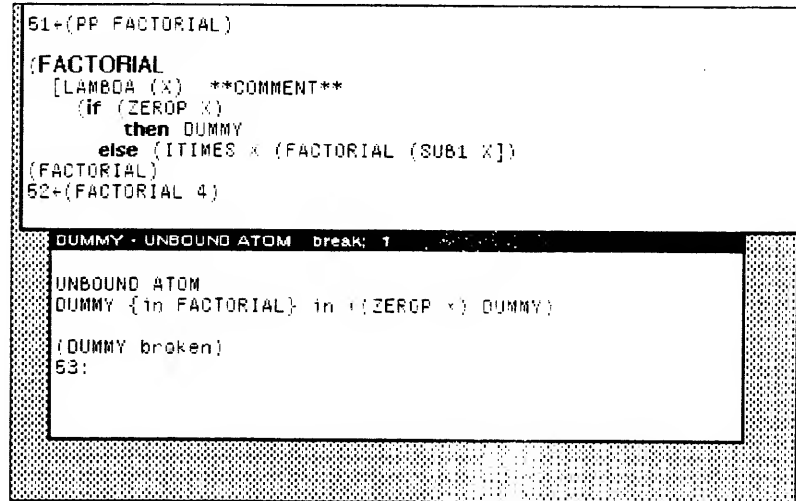 51←(PP FACTORIAL)
(FACTORIAL
[LAMBDA (X) **COMMENT**
(if (ZEROP X)
then DUMMY
else (ITIMES X (FACTORIAL (SUB1 X])
(FACTORIAL)
52←(FACTORIAL 4)
DUMMY - UNBOUND ATOM break: 1
UNBOUND ATOM
DUMMY {in FACTORIAL} in ((ZEROP X) DUMMY)
(DUMMY broken)
53: